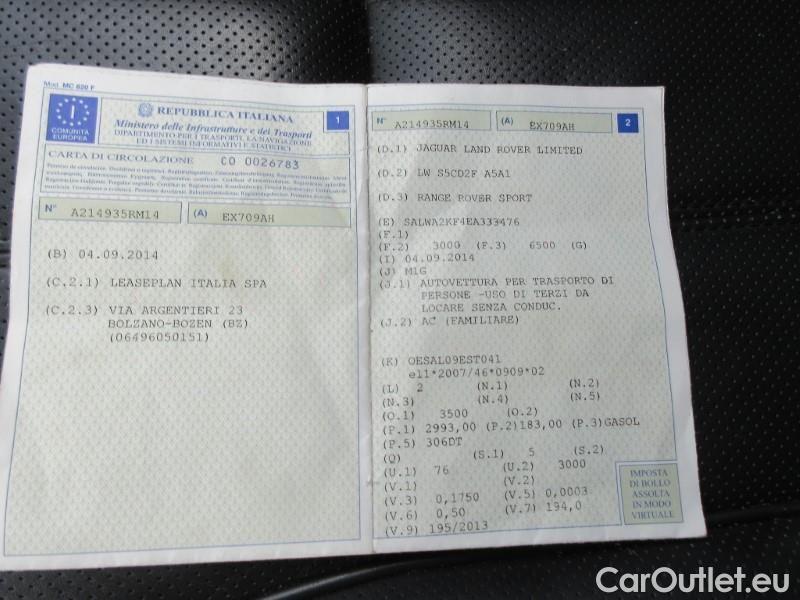 Mod. MC 820 F
I
COMUNITÀ
EUROPEA
REPUBBLICA ITALIANA
Ministero delle Infrastrutture e dei Trasporti
DIPARTIMENTO PER I TRASPORTI, LA NAVIGAZIONE
ED I SISTEMI INFORMATIVI E STATISTICI
1
CARTA DI CIRCOLAZIONE CO 0026783
N° A214935RM14 (A) EX709AH
(B) 04.09.2014
(C.2.1) LEASEPLAN ITALIA SPA
(C.2.3) VIA ARGENTIERI 23
BOLZANO-BOZEN (BZ)
(06496050151)
N° A214935RM14 (A) EX709AH 2
(D.1) JAGUAR LAND ROVER LIMITED
(D.2) LW S5CD2F A5A1
(D.3) RANGE ROVER SPORT
(E) SALWA2KF4EA333476
(F.1)
(F.2) 3000 (F.3) 6500 (G)
(I) 04.09.2014
(J) M1G
(J.1) AUTOVETTURA PER TRASPORTO DI
PERSONE -USO DI TERZI DA
LOCARE SENZA CONDUC.
(J.2) AC (FAMILIARE)
(K) OESAL09EST041
e11*2007/46*0909*02
(L) 2 (N.1) (N.2)
(N.3) (N.4) (N.5)
(O.1) 3500 (O.2)
(P.1) 2993,00 (P.2)183,00 (P.3)GASOL
(P.5) 306DT
(Q) (S.1) 5 (S.2)
(U.1) 76 (U.2) 3000
(V.1) (V.2)
(V.3) 0,1750 (V.5) 0,0003
(V.6) 0,50 (V.7) 194,0
(V.9) 195/2013
IMPOSTA
DI BOLLO
ASSOLTA
IN MODO
VIRTUALE
CarOutlet.eu